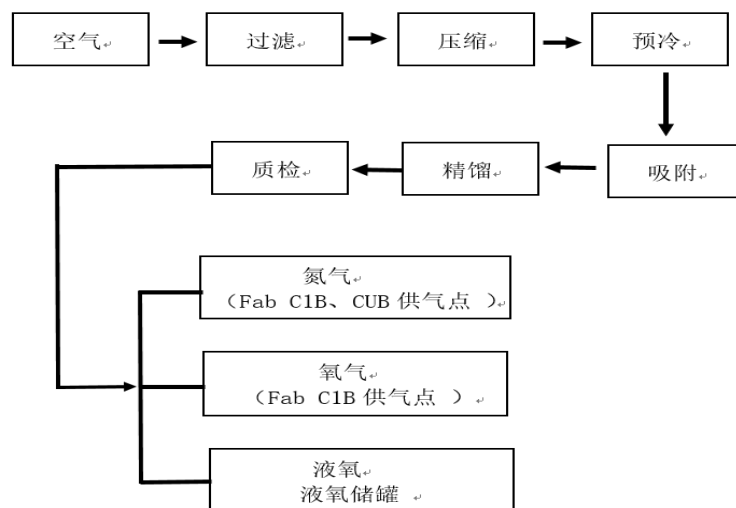 空气
过滤
压缩
预冷
吸附
精馏
质检
氮气
（Fab C1B、CUB 供气点 ）
氧气
（Fab C1B 供气点 ）
液氧
液氧储罐